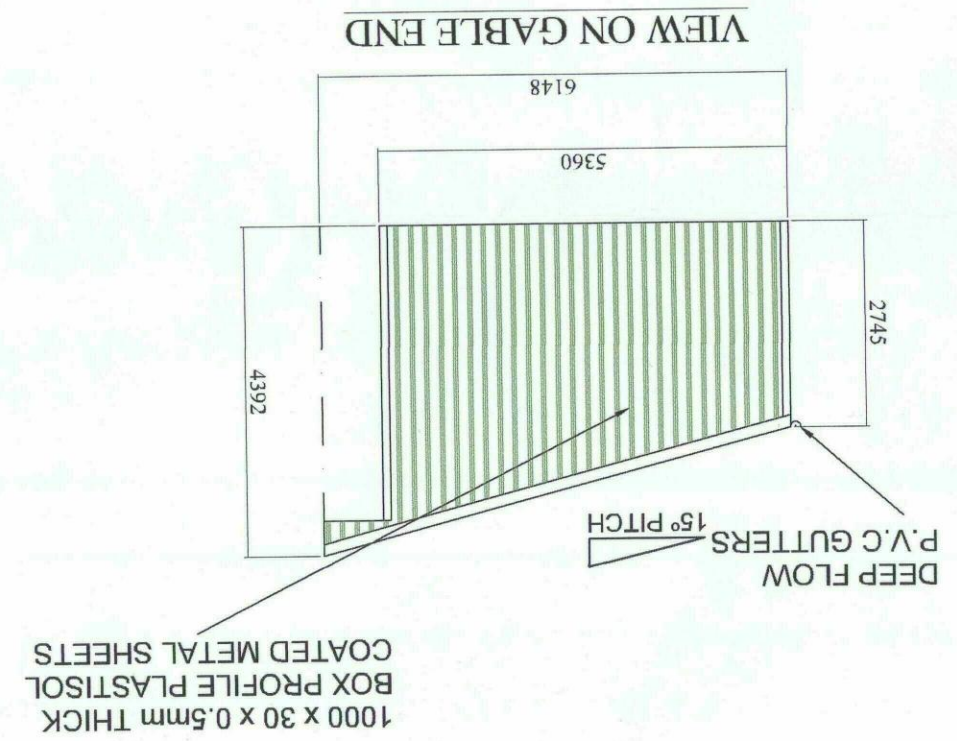 1000 x 30 x 0.5mm THICK
BOX PROFILE PLASTISOL
COATED METAL SHEETS
DEEP FLOW
P.V.C GUTTERS
15° PITCH
4392
2745
5360
6148
VIEW ON GABLE END